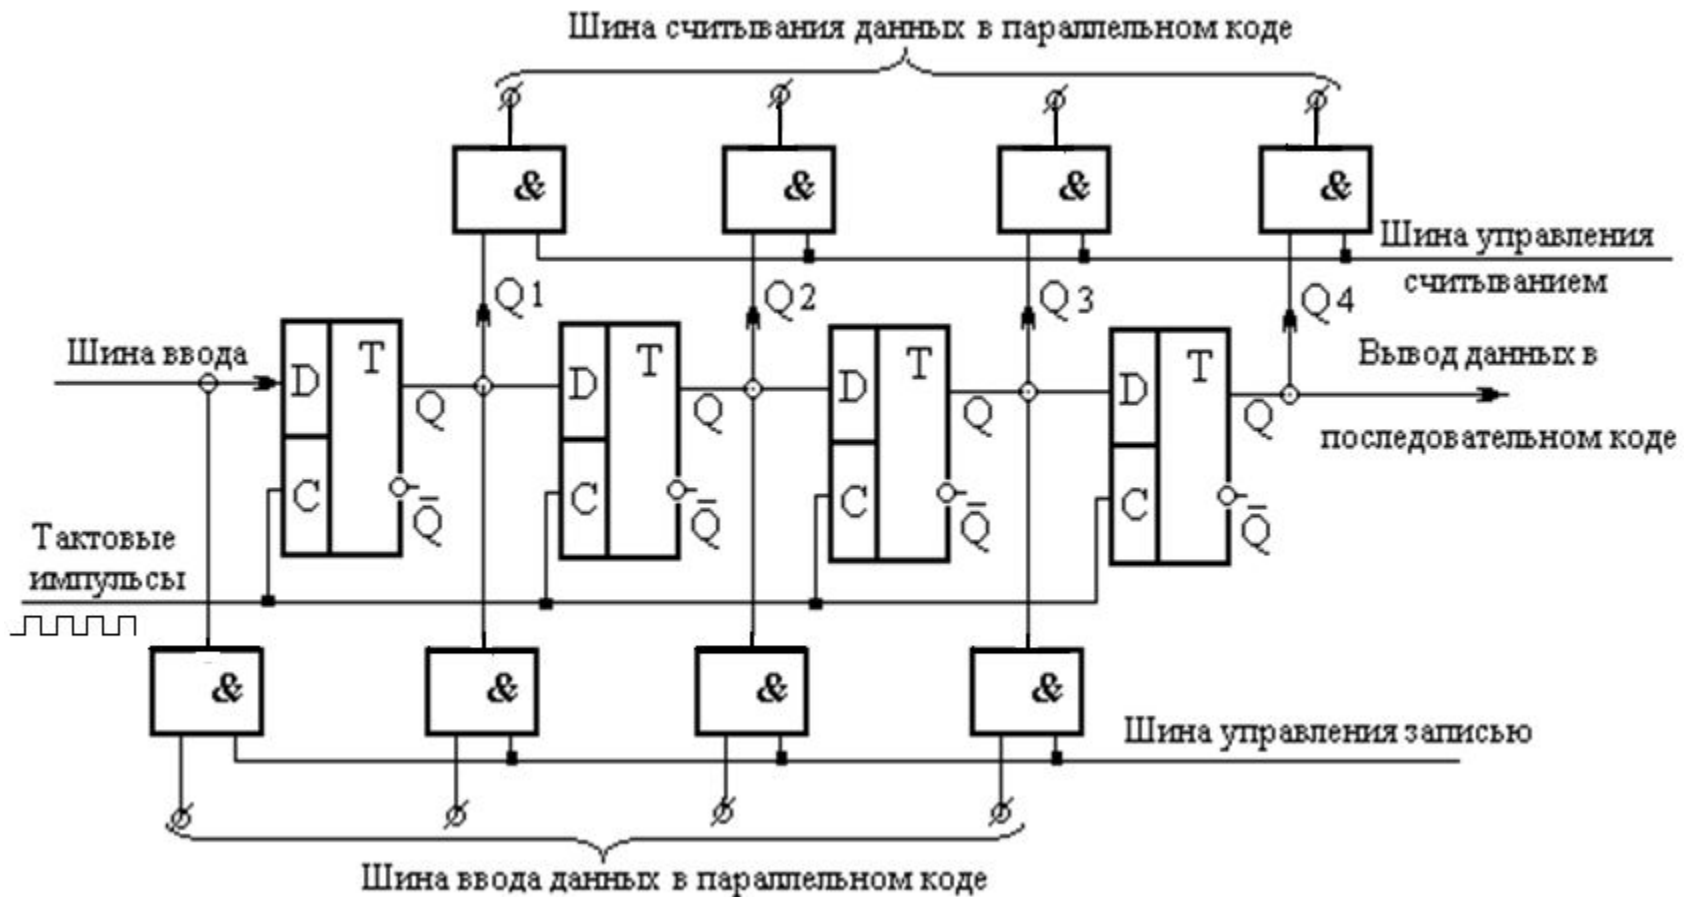 Шина считывания данных в параллельном коде
& & & &
Шина управления
считыванием
Q1 Q2 Q3 Q4
Шина ввода
D T D T D T D T
Вывод данных в
Q Q Q Q
последовательном коде
C C C C
Q̅ Q̅ Q̅ Q̅
Тактовые
импульсы
& & & &
Шина управления записью
Шина ввода данных в параллельном коде